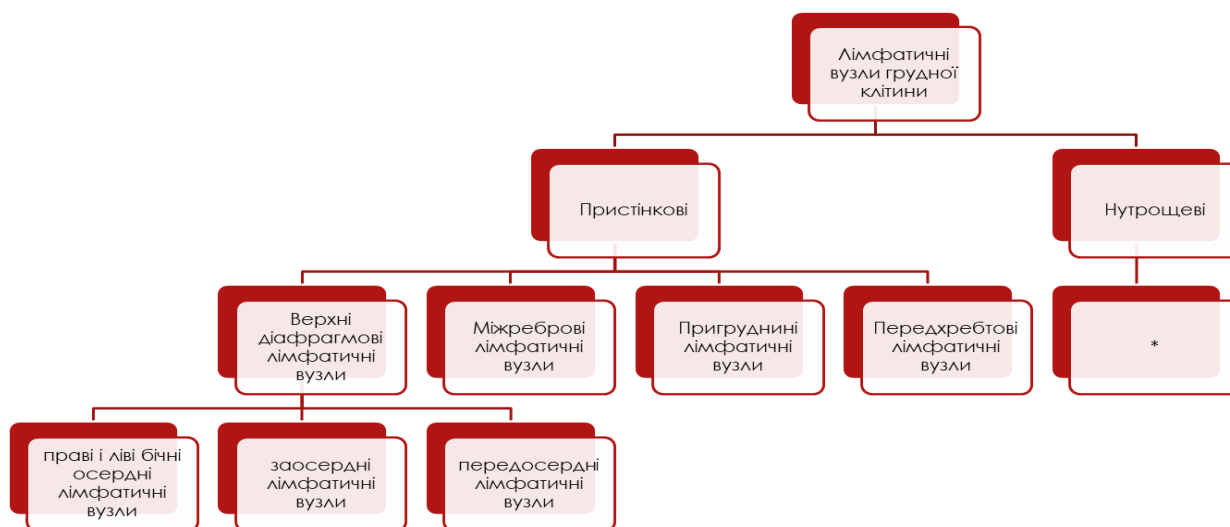 Лімфатичні
вузли грудної
клітини
Пристінкові
Нутрощеві
Верхні
діафрагмові
лімфатичні
вузли
Міжреброві
лімфатичні
вузли
Пригруднині
лімфатичні
вузли
Передхребтові
лімфатичні
вузли
*
праві і ліві бічні
осердні
лімфатичні
вузли
заосердні
лімфатичні
вузли
передосердні
лімфатичні
вузли